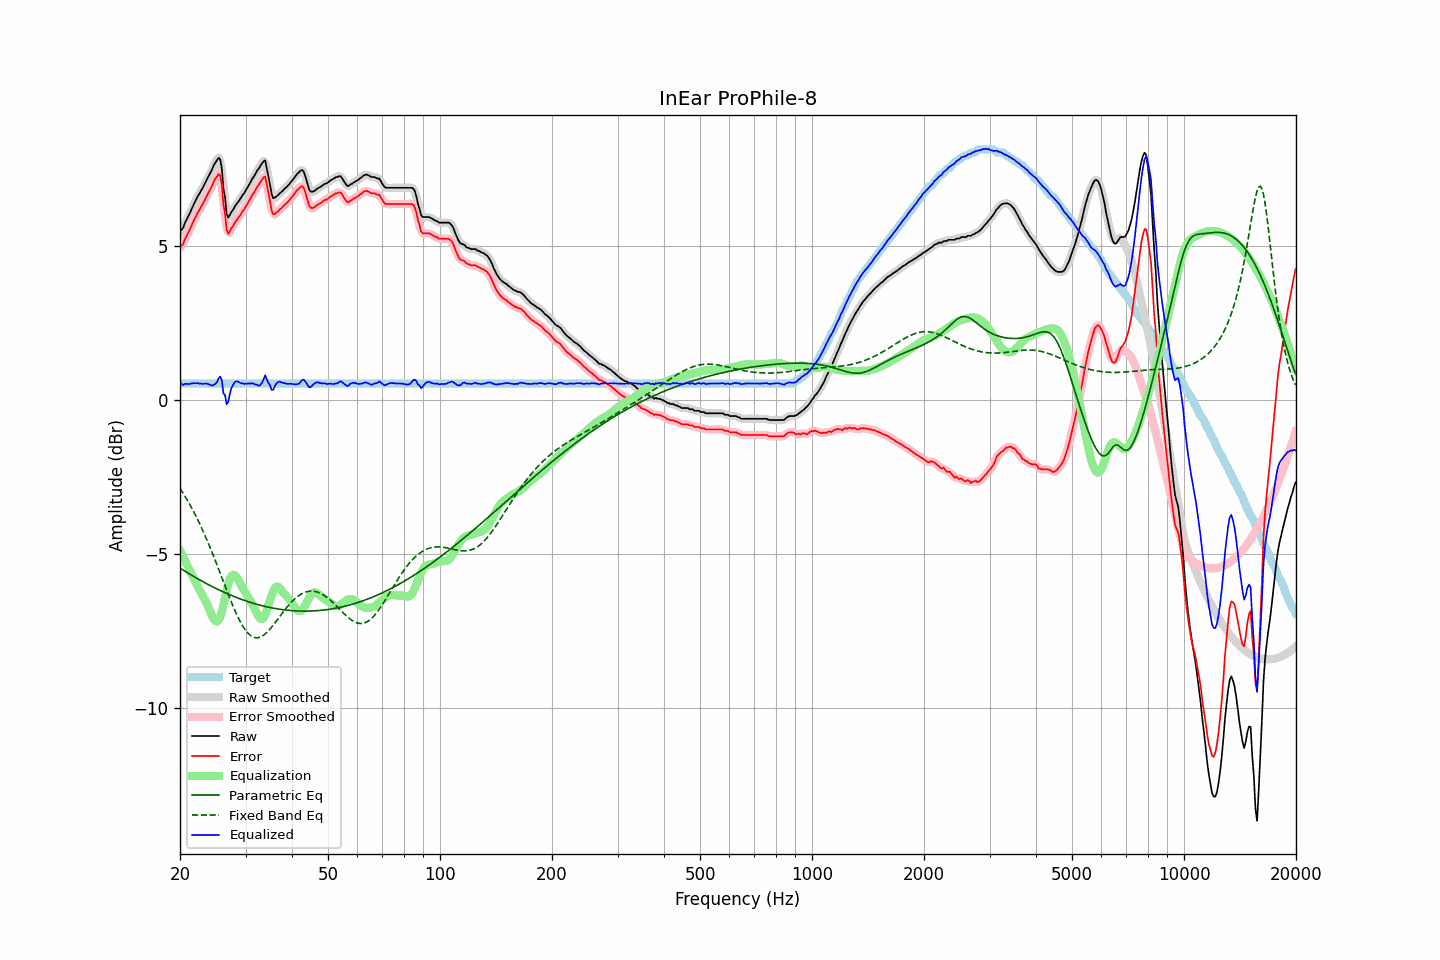 InEar ProPhile-8
Amplitude (dBr)
5
0
−5
−10
Target
Raw Smoothed
Error Smoothed
Raw
Error
Equalization
Parametric Eq
Fixed Band Eq
Equalized
20 50 100 200 500 1000 2000 5000 10000 20000
Frequency (Hz)